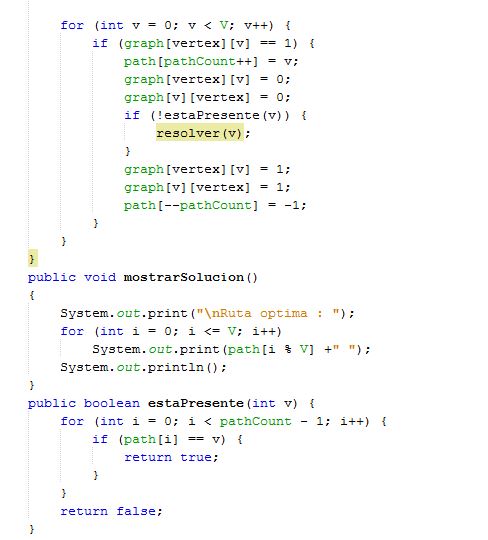 for (int v = 0; v < V; v++) {
if (graph[vertex][v] == 1) {
path[pathCount++] = v;
graph[vertex][v] = 0;
graph[v][vertex] = 0;
if (!estaPresente(v)) {
resolver(v);
}
graph[vertex][v] = 1;
graph[v][vertex] = 1;
path[--pathCount] = -1;
}
}
}
public void mostrarSolucion()
{
System.out.print("\nRuta optima : ");
for (int i = 0; i <= V; i++)
System.out.print(path[i % V] +" ");
System.out.println();
}
public boolean estaPresente(int v) {
for (int i = 0; i < pathCount - 1; i++) {
if (path[i] == v) {
return true;
}
}
return false;
}